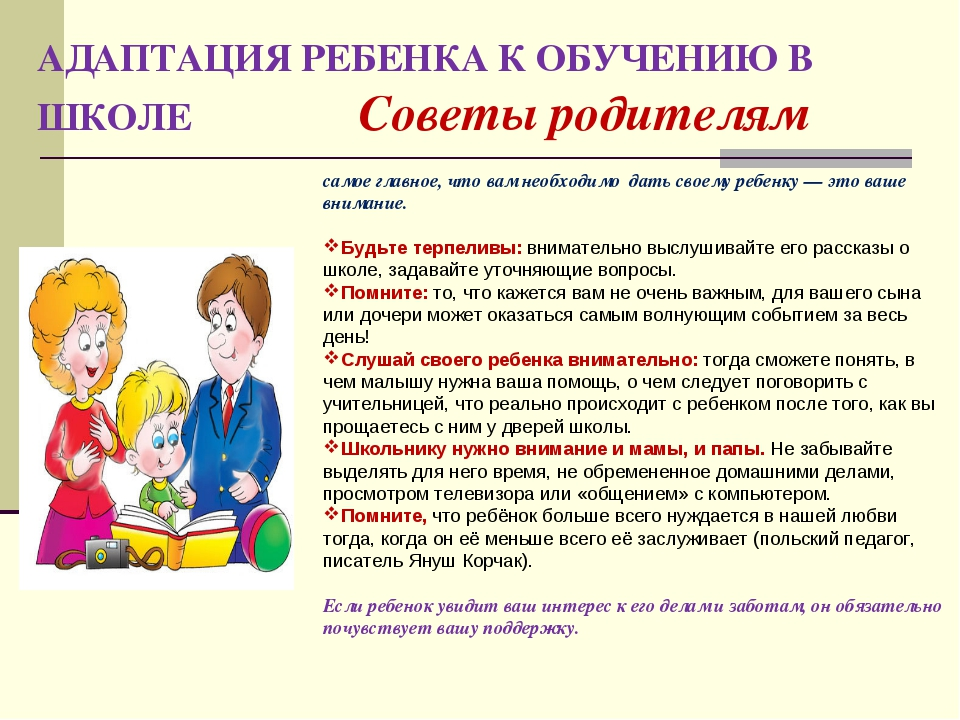 АДАПТАЦИЯ РЕБЕНКА К ОБУЧЕНИЮ В
ШКОЛЕ Советы родителям
самое главное, что вам необходимо дать своему ребенку — это ваше
внимание.
❖Будьте терпеливы: внимательно выслушивайте его рассказы о
школе, задавайте уточняющие вопросы.
❖Помните: то, что кажется вам не очень важным, для вашего сына
или дочери может оказаться самым волнующим событием за весь
день!
❖Слушай своего ребенка внимательно: тогда сможете понять, в
чем малышу нужна ваша помощь, о чем следует поговорить с
учительницей, что реально происходит с ребенком после того, как вы
прощаетесь с ним у дверей школы.
❖Школьнику нужно внимание и мамы, и папы. Не забывайте
выделять для него время, не обремененное домашними делами,
просмотром телевизора или «общением» с компьютером.
❖Помните, что ребёнок больше всего нуждается в нашей любви
тогда, когда он её меньше всего её заслуживает (польский педагог,
писатель Януш Корчак).
Если ребенок увидит ваш интерес к его делам и заботам, он обязательно
почувствует вашу поддержку.